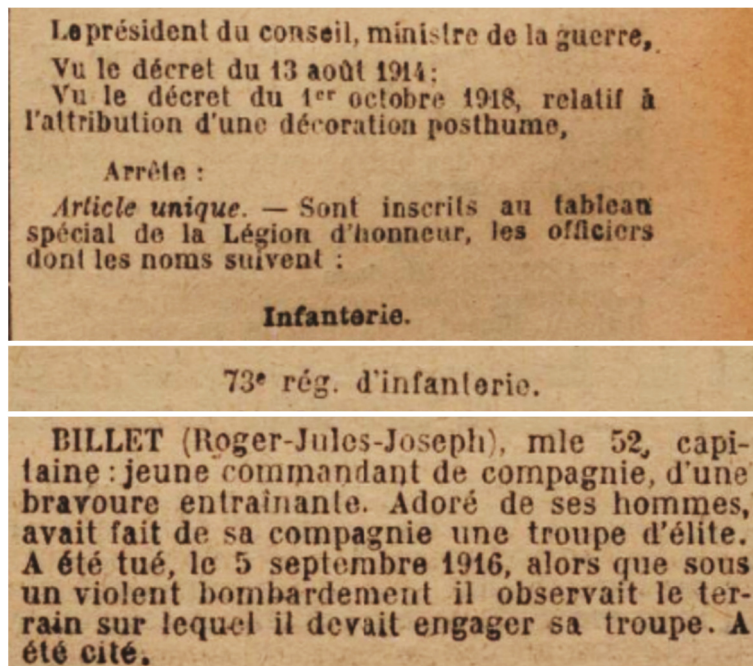 Le président du conseil, ministre de la guerre,
Vu le décret du 13 août 1914;
Vu le décret du 1er octobre 1918, relatif à
l'attribution d'une décoration posthume,
Arrête :
Article unique. — Sont inscrits au tableau
spécial de la Légion d'honneur, les officiers
dont les noms suivent :
Infanterie.
73e rég. d'infanterie.
BILLET (Roger-Jules-Joseph), mle 52, capi-
taine : jeune commandant de compagnie, d'une
bravoure entraînante. Adoré de ses hommes,
avait fait de sa compagnie une troupe d'élite.
A été tué, le 5 septembre 1916, alors que sous
un violent bombardement il observait le ter-
rain sur lequel il devait engager sa troupe. A
été cité.